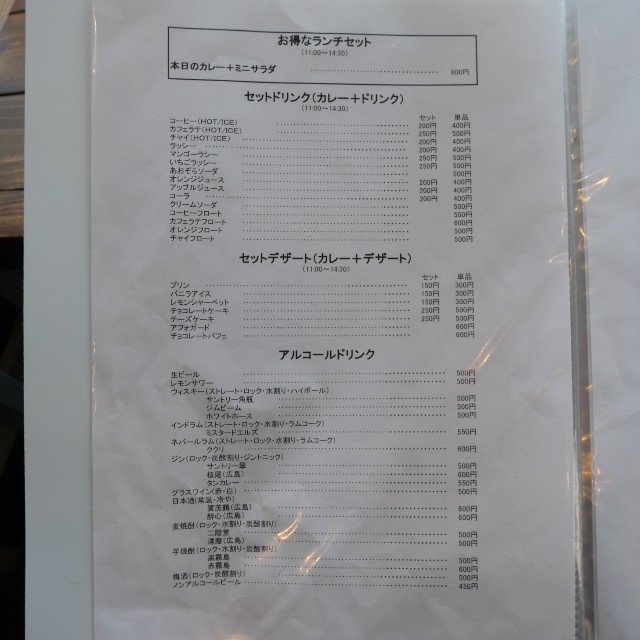 お得なランチセット
(11:00～14:30)
本日のカレー＋ミニサラダ 800円
セットドリンク(カレー＋ドリンク)
(11:00～14:30)
セット 単品
コーヒー(HOT/ICE) 200円 400円
カフェラテ(HOT/ICE) 250円 500円
チャイ(HOT/ICE) 200円 400円
ラッシー 200円 400円
マンゴーラッシー 250円 500円
いちごラッシー 250円 500円
あおぞらソーダ 500円
オレンジジュース 200円 400円
アップルジュース 200円 400円
コーラ 200円 400円
クリームソーダ 500円
コーヒーフロート 500円
カフェラテフロート 600円
オレンジフロート 500円
チャイフロート 500円
セットデザート(カレー＋デザート)
(11:00～14:30)
セット 単品
プリン 150円 300円
バニラアイス 150円 300円
レモンシャーベット 150円 300円
チョコレートケーキ 250円 500円
チーズケーキ 250円 500円
アフォガード 600円
チョコレートパフェ 600円
アルコールドリンク
生ビール 500円
レモンサワー 500円
ウィスキー(ストレート・ロック・水割り・ハイボール)
サントリー角瓶 500円
ジムビーム 500円
ホワイトホース 500円
インドラム(ストレート・ロック・水割り・ラムコーク)
ミスタードエルズ 550円
ネパールラム(ストレート・ロック・水割り・ラムコーク)
ククリ 600円
ジン(ロック・炭酸割り・ジントニック)
サントリー翠 500円
桜尾(広島) 600円
タンカレー 550円
グラスワイン(赤・白) 500円
日本酒(常温・冷や)
賀茂鶴(広島) 600円
酔心(広島) 600円
麦焼酎(ロック・水割り・炭酸割り)
二階堂 500円
達磨(広島) 500円
芋焼酎(ロック・水割り・炭酸割り)
黒霧島 500円
赤霧島 600円
梅酒(ロック・炭酸割り) 500円
ノンアルコールビール 450円